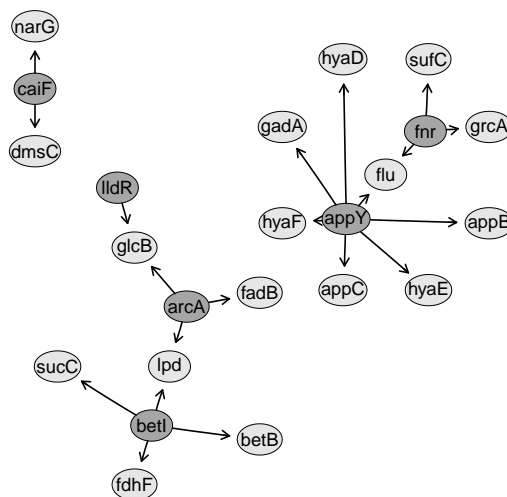 narG
hyaD
sufC
caiF
gadA
fnr
grcA
dmsC
flu
lldR
hyaF
appY
appB
glcB
appC
hyaE
fadB
arcA
sucC
lpd
betI
betB
fdhF